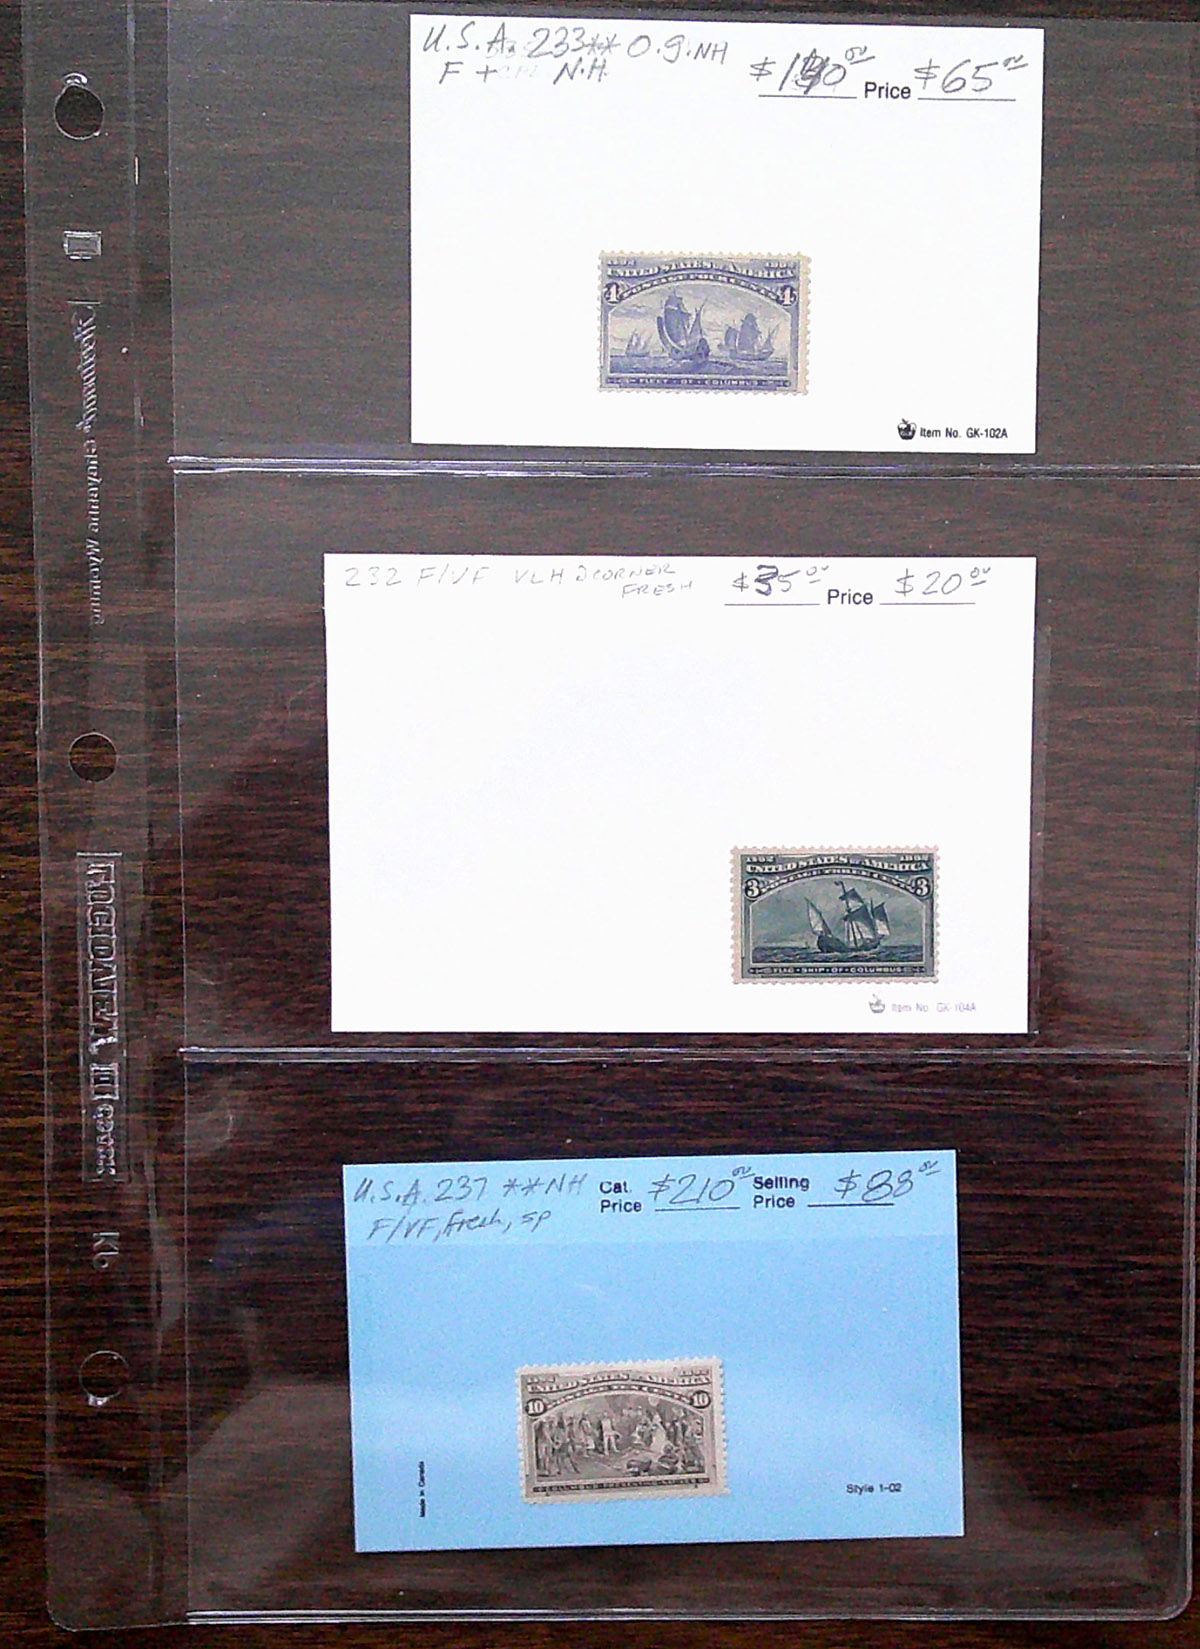 U.S.A. 233** O.g. NH
F + N.H.
Price $65.00
1892 1892
UNITED STATES OF AMERICA
POSTAGE FOUR CENTS
4 4
FLEET OF COLUMBUS
Item No. GK-102A
232 F/VF VLH CORNER
FRESH
$35.00 Price $20.00
1892 1892
UNITED STATES OF AMERICA
POSTAGE THREE CENTS
3 3
FLAG SHIP OF COLUMBUS
Item No. GK-104A
U.S.A. 237 **NH Cat. Price $210.00 Selling Price $88.00
F/VF, fresh, sp
UNITED STATES OF AMERICA
POSTAGE TEN CENTS
10 10
Made in Canada
Style 1-02